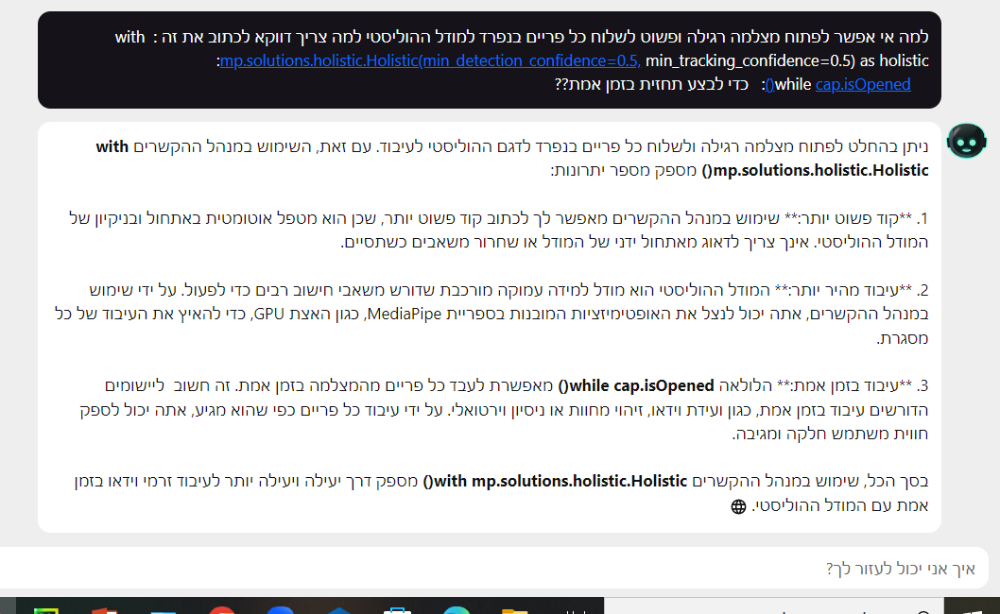 למה אי אפשר לפתוח מצלמה רגילה ופשוט לשלוח כל פריים בנפרד למודל ההוליסטי למה צריך דווקא לכתוב את זה : with
mp.solutions.holistic.Holistic(min_detection_confidence=0.5, min_tracking_confidence=0.5) as holistic:
while cap.isOpened(): כדי לבצע תחזית בזמן אמת??
ניתן בהחלט לפתוח מצלמה רגילה ולשלוח כל פריים בנפרד לדגם ההוליסטי לעיבוד. עם זאת, השימוש במנהל ההקשרים with
mp.solutions.holistic.Holistic() מספק מספר יתרונות:
1. **קוד פשוט יותר:** שימוש במנהל ההקשרים מאפשר לך לכתוב קוד פשוט יותר, שכן הוא מטפל אוטומטית באתחול ובניקיון של
המודל ההוליסטי. אינך צריך לדאוג מאתחול ידני של המודל או שחרור משאבים כשתסיים.
2. **עיבוד מהיר יותר:** המודל ההוליסטי הוא מודל למידה עמוקה מורכבת שדורש משאבי חישוב רבים כדי לפעול. על ידי שימוש
במנהל ההקשרים, אתה יכול לנצל את האופטימיזציות המובנות בספריית MediaPipe, כגון האצת GPU, כדי להאיץ את העיבוד של כל
מסגרת.
3. **עיבוד בזמן אמת:** הלולאה while cap.isOpened() מאפשרת לעבד כל פריים מהמצלמה בזמן אמת. זה חשוב ליישומים
הדורשים עיבוד בזמן אמת, כגון ועידת וידאו, זיהוי מחוות או ניסיון וירטואלי. על ידי עיבוד כל פריים כפי שהוא מגיע, אתה יכול לספק
חווית משתמש חלקה ומגיבה.
בסך הכל, שימוש במנהל ההקשרים with mp.solutions.holistic.Holistic() מספק דרך יעילה ויעילה יותר לעיבוד זרמי וידאו בזמן
אמת עם המודל ההוליסטי.
איך אני יכול לעזור לך?